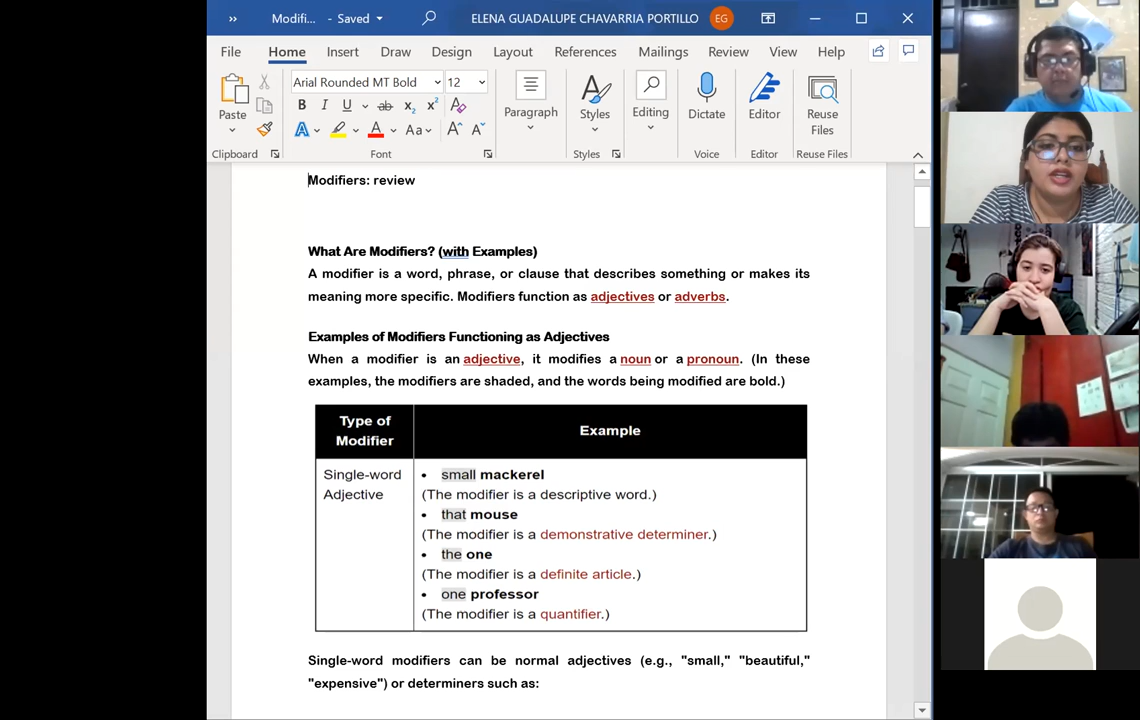 Modifi... - Saved
ELENA GUADALUPE CHAVARRIA PORTILLO EG
File Home Insert Draw Design Layout References Mailings Review View Help
Arial Rounded MT Bold 12
Paste
Paragraph
Styles
Editing
Dictate
Editor
Reuse Files
Clipboard Font Styles Voice Editor Reuse Files
Modifiers: review
What Are Modifiers? (with Examples)
A modifier is a word, phrase, or clause that describes something or makes its
meaning more specific. Modifiers function as adjectives or adverbs.
Examples of Modifiers Functioning as Adjectives
When a modifier is an adjective, it modifies a noun or a pronoun. (In these
examples, the modifiers are shaded, and the words being modified are bold.)
Type of
Modifier
Example
Single-word
Adjective
• small mackerel
(The modifier is a descriptive word.)
• that mouse
(The modifier is a demonstrative determiner.)
• the one
(The modifier is a definite article.)
• one professor
(The modifier is a quantifier.)
Single-word modifiers can be normal adjectives (e.g., "small," "beautiful,"
"expensive") or determiners such as: